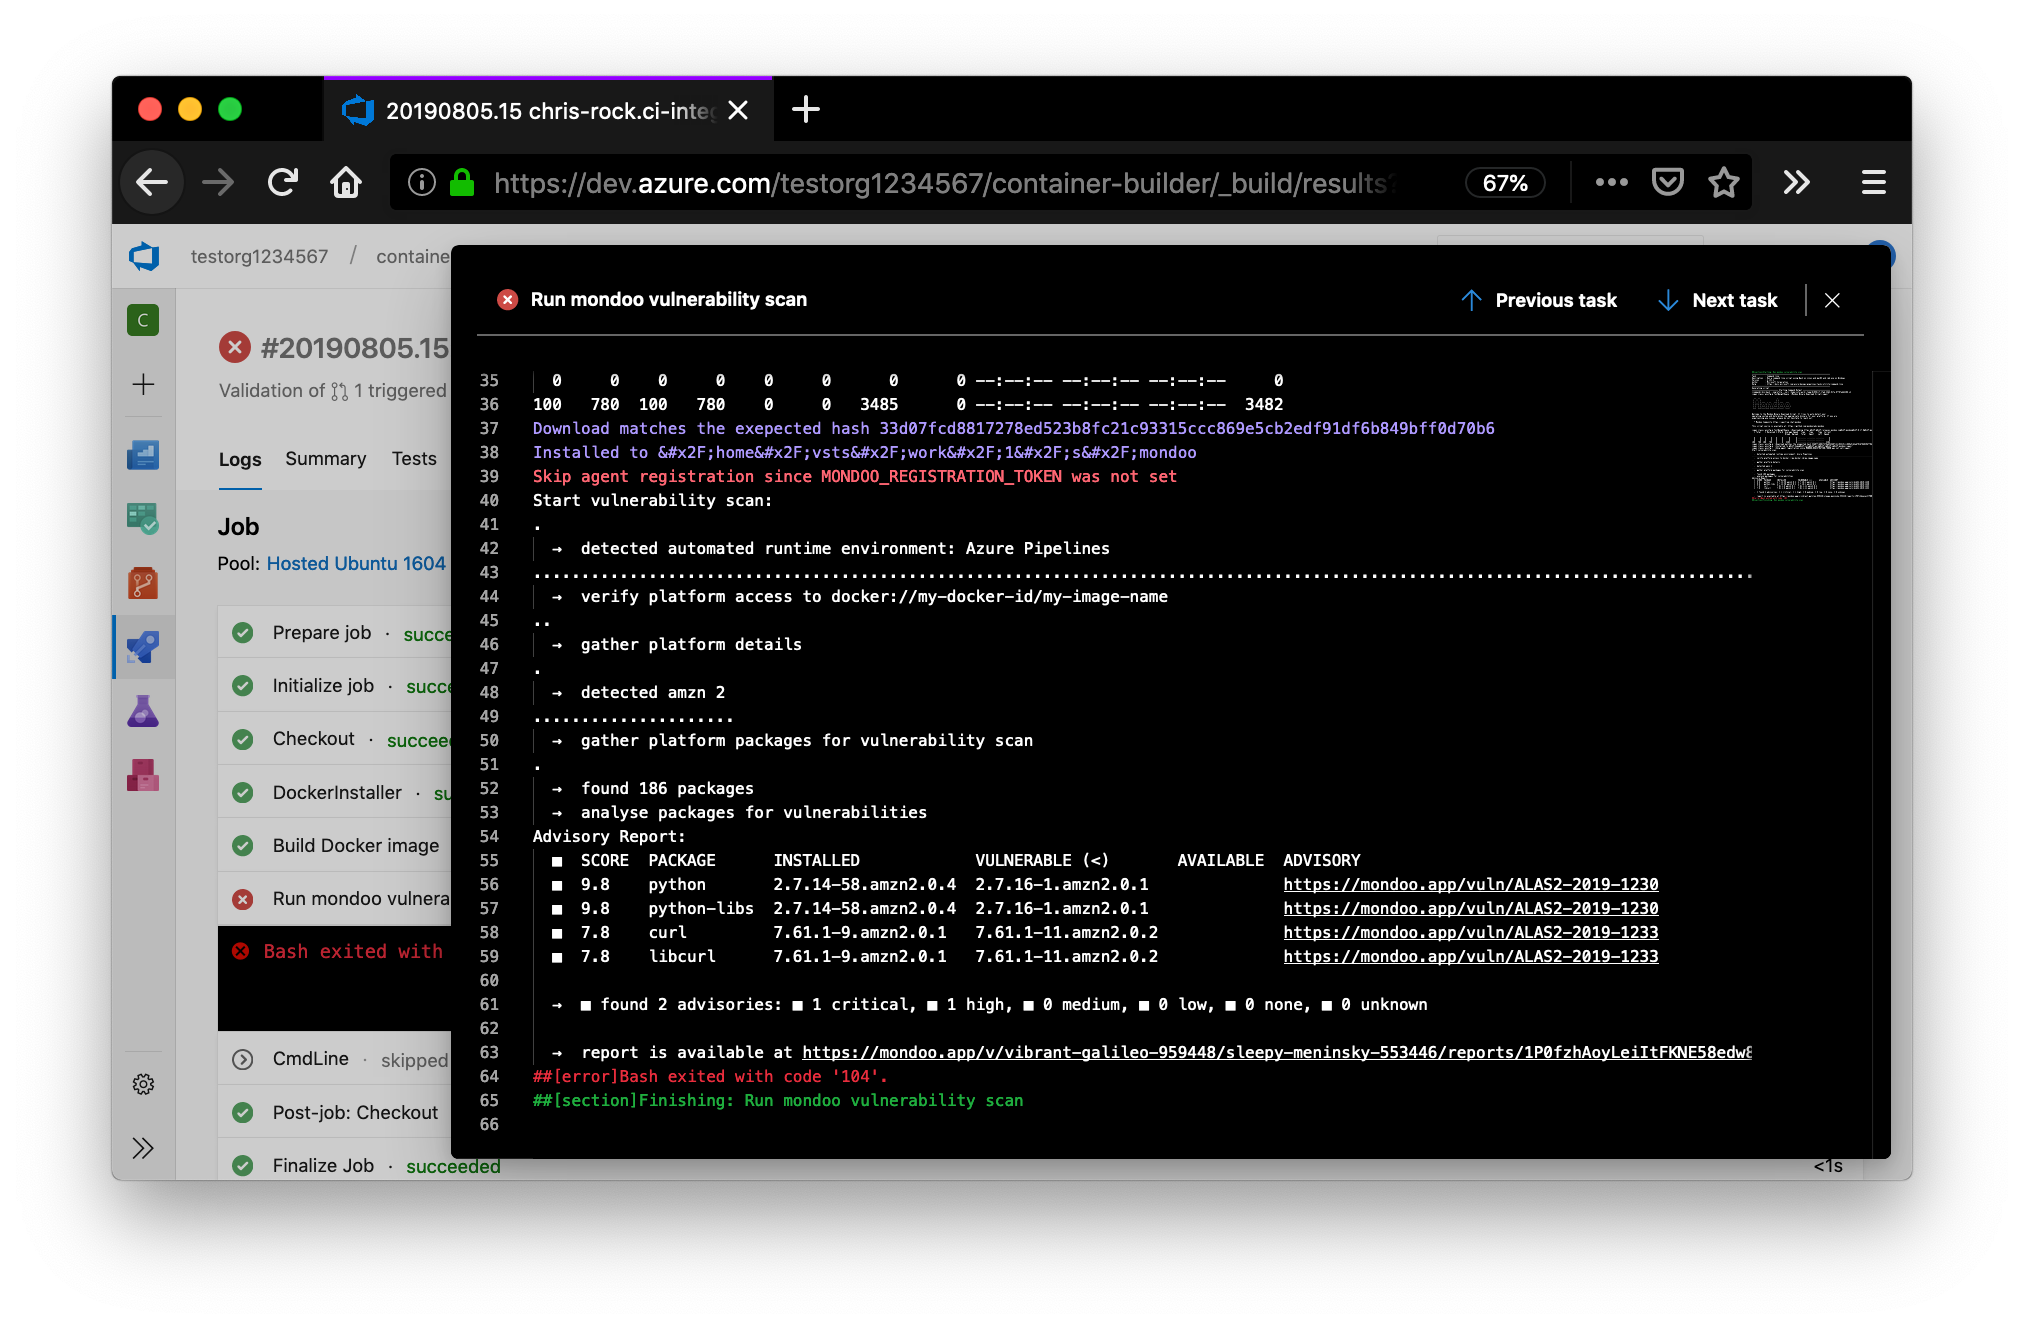 20190805.15 chris-rock.ci-integ
https://dev.azure.com/testorg1234567/container-builder/_build/results?
67%
testorg1234567 / containe
C
#20190805.15
Validation of 1 triggered
Logs Summary Tests
Job
Pool: Hosted Ubuntu 1604
Prepare job · succe
Initialize job · succe
Checkout · succeed
DockerInstaller · su
Build Docker image
Run mondoo vulnera
Bash exited with
CmdLine · skipped
Post-job: Checkout
Finalize Job · succeeded
<1s
Run mondoo vulnerability scan
Previous task Next task
35 0 0 0 0 0 0 0 0 --:--:-- --:--:-- --:--:-- 0
36 100 780 100 780 0 0 3485 0 --:--:-- --:--:-- --:--:-- 3482
37 Download matches the exepected hash 33d07fcd8817278ed523b8fc21c93315ccc869e5cb2edf91df6b849bff0d70b6
38 Installed to &#x2F;home&#x2F;vsts&#x2F;work&#x2F;1&#x2F;s&#x2F;mondoo
39 Skip agent registration since MONDOO_REGISTRATION_TOKEN was not set
40 Start vulnerability scan:
41 .
42 → detected automated runtime environment: Azure Pipelines
43 ...............................................................................................................................
44 → verify platform access to docker://my-docker-id/my-image-name
45 ..
46 → gather platform details
47 .
48 → detected amzn 2
49 .....................
50 → gather platform packages for vulnerability scan
51 .
52 → found 186 packages
53 → analyse packages for vulnerabilities
54 Advisory Report:
55 ■ SCORE PACKAGE INSTALLED VULNERABLE (<) AVAILABLE ADVISORY
56 ■ 9.8 python 2.7.14-58.amzn2.0.4 2.7.16-1.amzn2.0.1 https://mondoo.app/vuln/ALAS2-2019-1230
57 ■ 9.8 python-libs 2.7.14-58.amzn2.0.4 2.7.16-1.amzn2.0.1 https://mondoo.app/vuln/ALAS2-2019-1230
58 ■ 7.8 curl 7.61.1-9.amzn2.0.1 7.61.1-11.amzn2.0.2 https://mondoo.app/vuln/ALAS2-2019-1233
59 ■ 7.8 libcurl 7.61.1-9.amzn2.0.1 7.61.1-11.amzn2.0.2 https://mondoo.app/vuln/ALAS2-2019-1233
60
61 → ■ found 2 advisories: ■ 1 critical, ■ 1 high, ■ 0 medium, ■ 0 low, ■ 0 none, ■ 0 unknown
62
63 → report is available at https://mondoo.app/v/vibrant-galileo-959448/sleepy-meninsky-553446/reports/1P0fzhAoyLeiItFKNE58edw8
64 ##[error]Bash exited with code '104'.
65 ##[section]Finishing: Run mondoo vulnerability scan
66